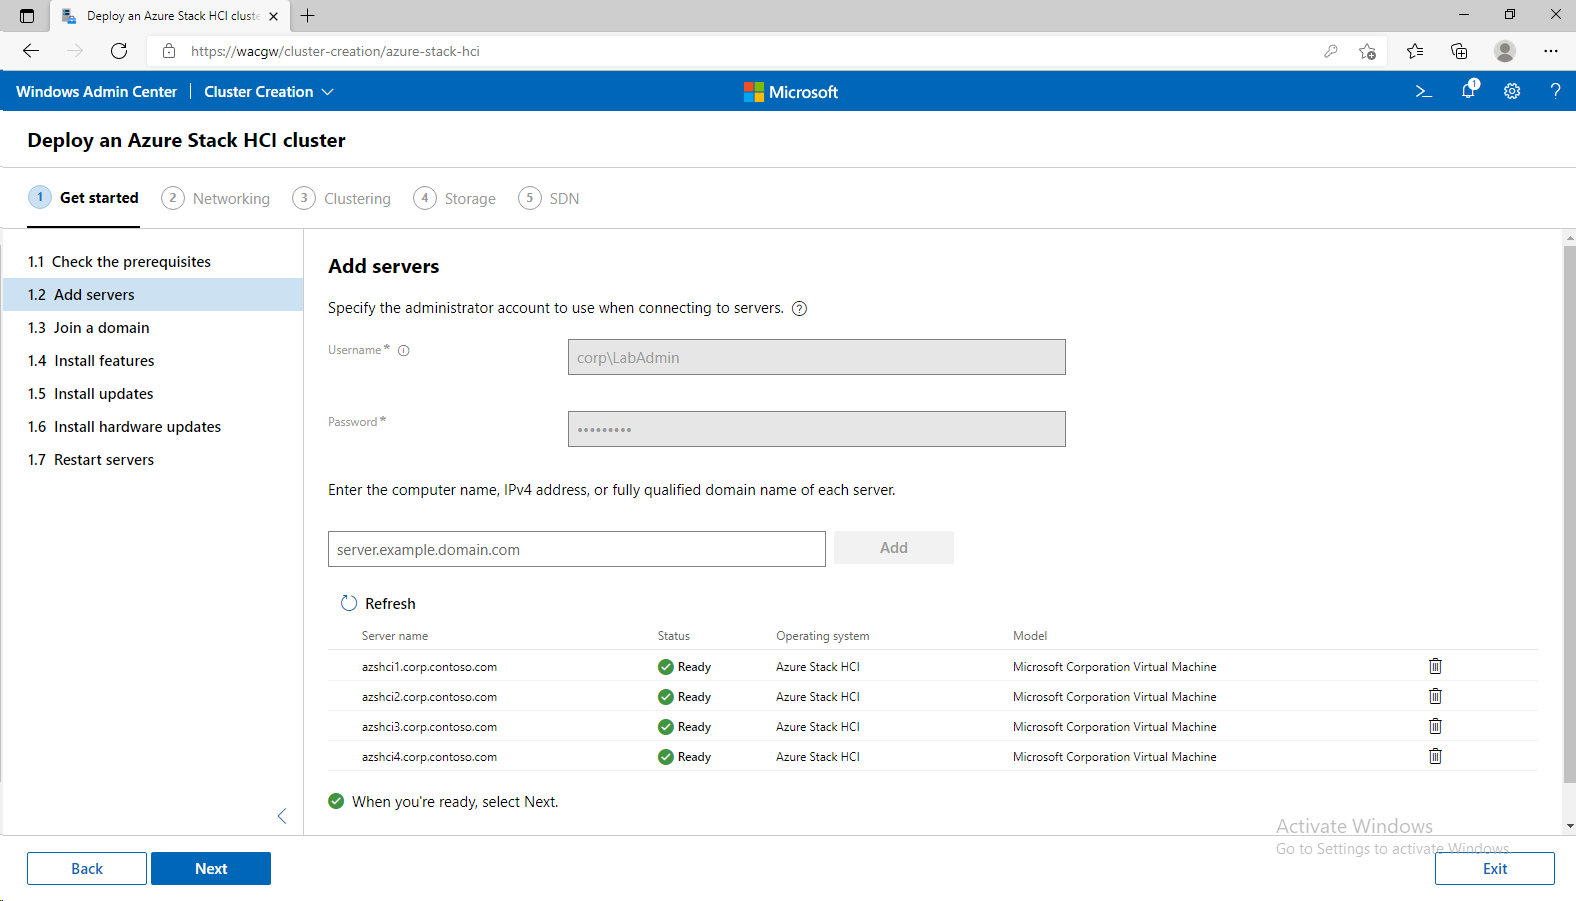 Deploy an Azure Stack HCI cluste
https://wacgw/cluster-creation/azure-stack-hci
Windows Admin Center | Cluster Creation
Microsoft
1
Deploy an Azure Stack HCI cluster
1 Get started
2 Networking
3 Clustering
4 Storage
5 SDN
1.1 Check the prerequisites
1.2 Add servers
1.3 Join a domain
1.4 Install features
1.5 Install updates
1.6 Install hardware updates
1.7 Restart servers
Add servers
Specify the administrator account to use when connecting to servers.
Username*
corp\LabAdmin
Password*
•••••••••
Enter the computer name, IPv4 address, or fully qualified domain name of each server.
server.example.domain.com
Add
Refresh
Server name Status Operating system Model
azshci1.corp.contoso.com Ready Azure Stack HCI Microsoft Corporation Virtual Machine
azshci2.corp.contoso.com Ready Azure Stack HCI Microsoft Corporation Virtual Machine
azshci3.corp.contoso.com Ready Azure Stack HCI Microsoft Corporation Virtual Machine
azshci4.corp.contoso.com Ready Azure Stack HCI Microsoft Corporation Virtual Machine
When you're ready, select Next.
Activate Windows
Go to Settings to activate Windows.
Back
Next
Exit